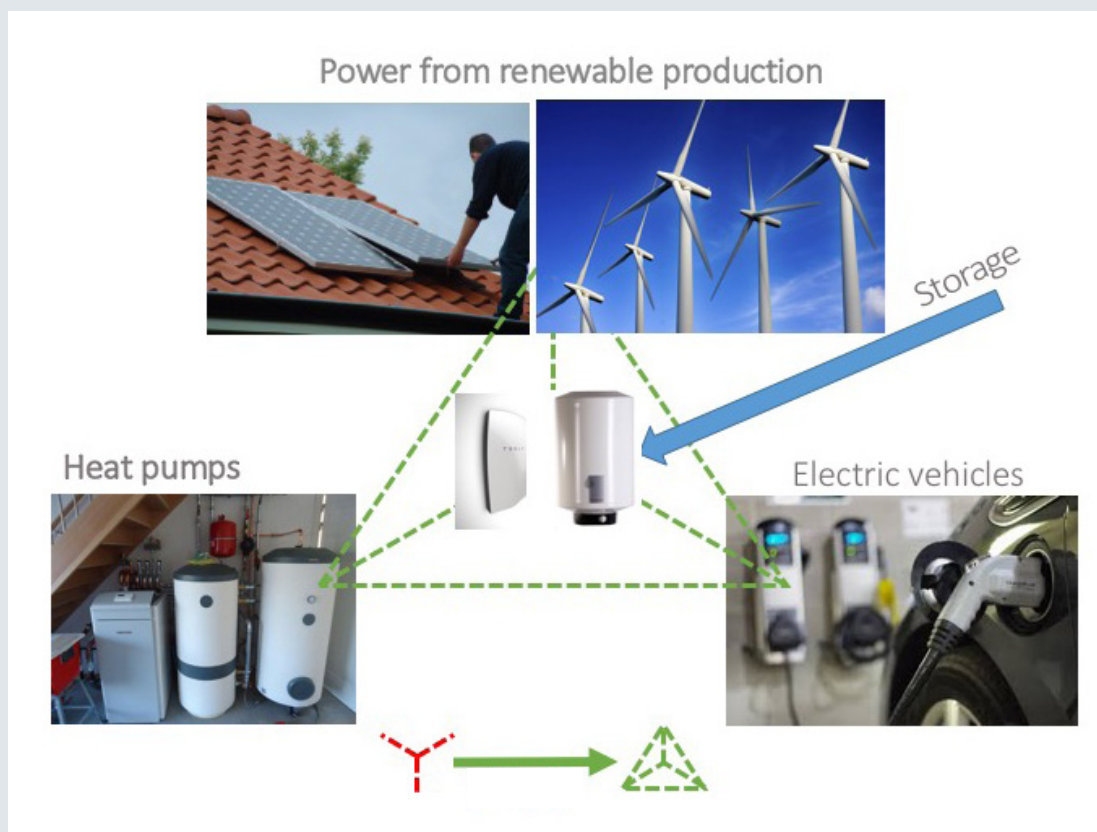 Power from renewable production
Storage
Heat pumps
Electric vehicles